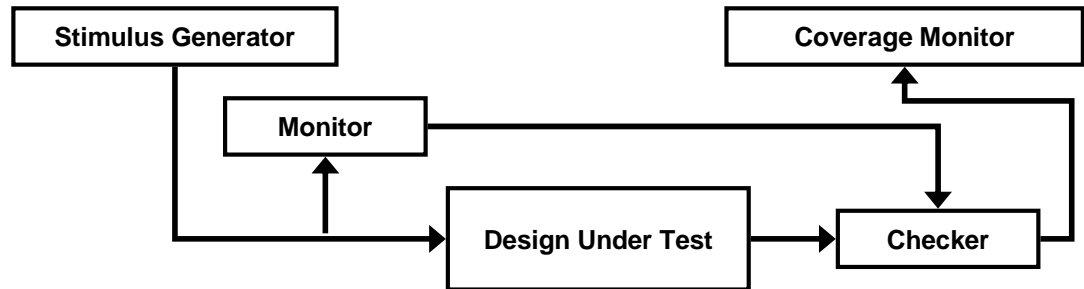 Stimulus Generator
Coverage Monitor
Monitor
Design Under Test
Checker